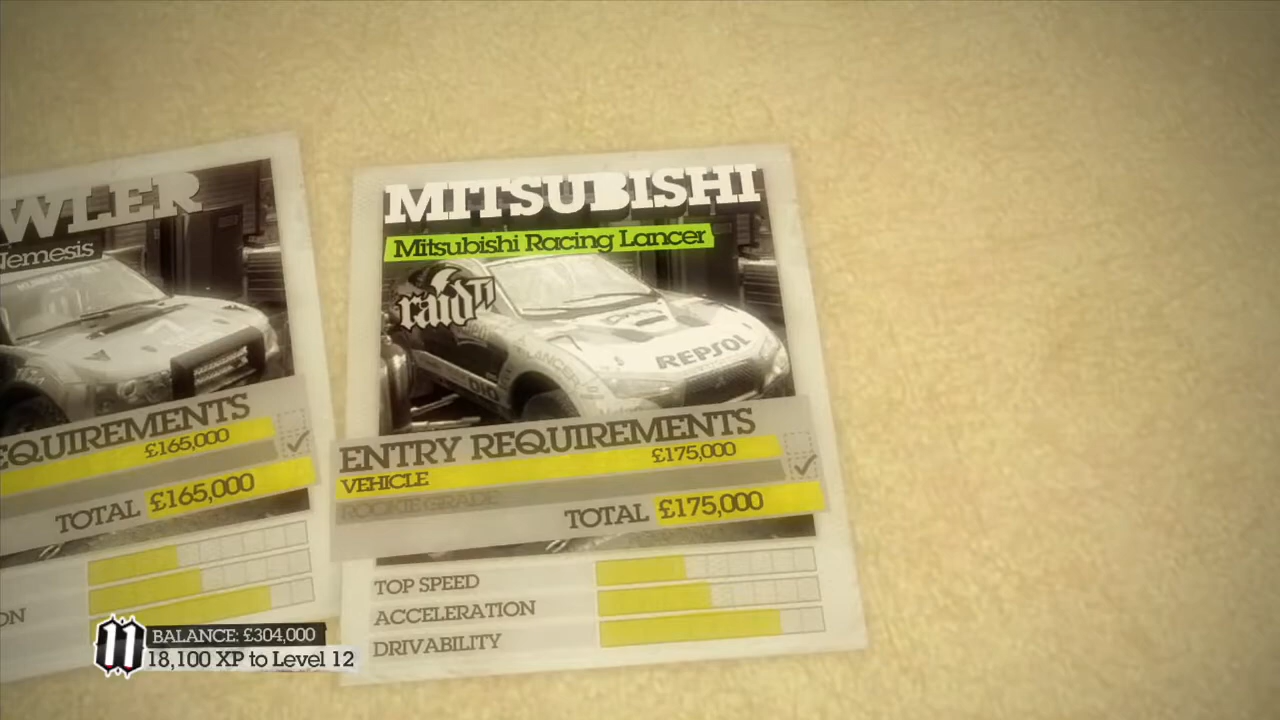 WLER
Nemesis
EQUIREMENTS
£165,000
TOTAL £165,000
ON
MITSUBISHI
Mitsubishi Racing Lancer
raid T1
REPSOL
ENTRY REQUIREMENTS
VEHICLE £175,000
ROOKIE GRADE
TOTAL £175,000
TOP SPEED
ACCELERATION
DRIVABILITY
11
BALANCE: £304,000
18,100 XP to Level 12